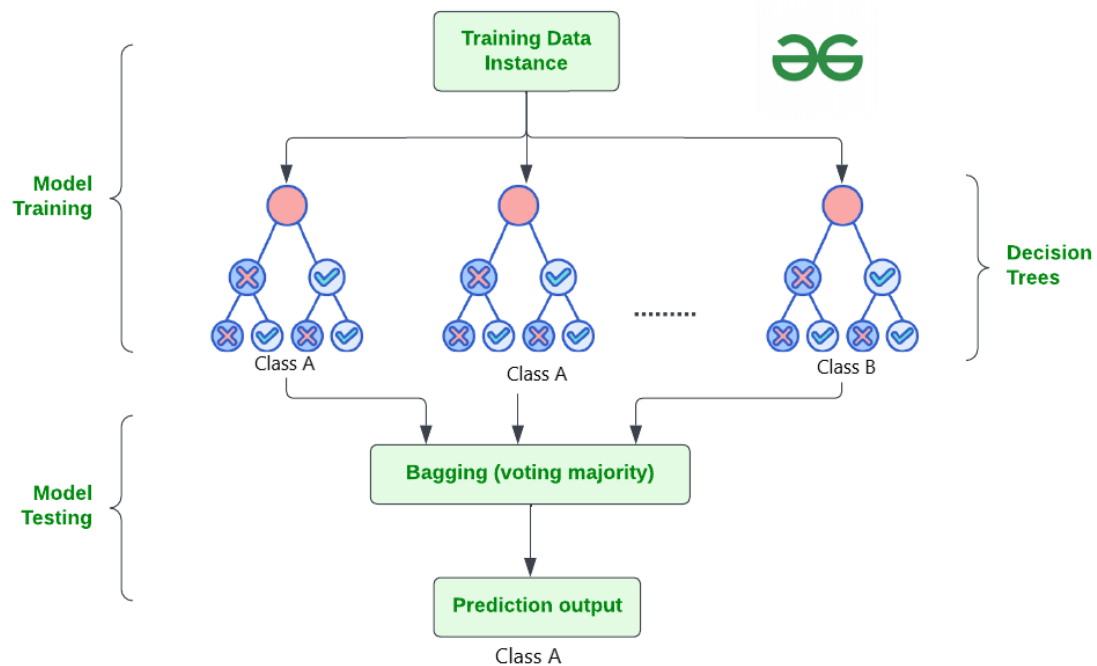 Training Data
Instance
Model
Training
Decision
Trees
.........
Class A
Class A
Class B
Bagging (voting majority)
Model
Testing
Prediction output
Class A